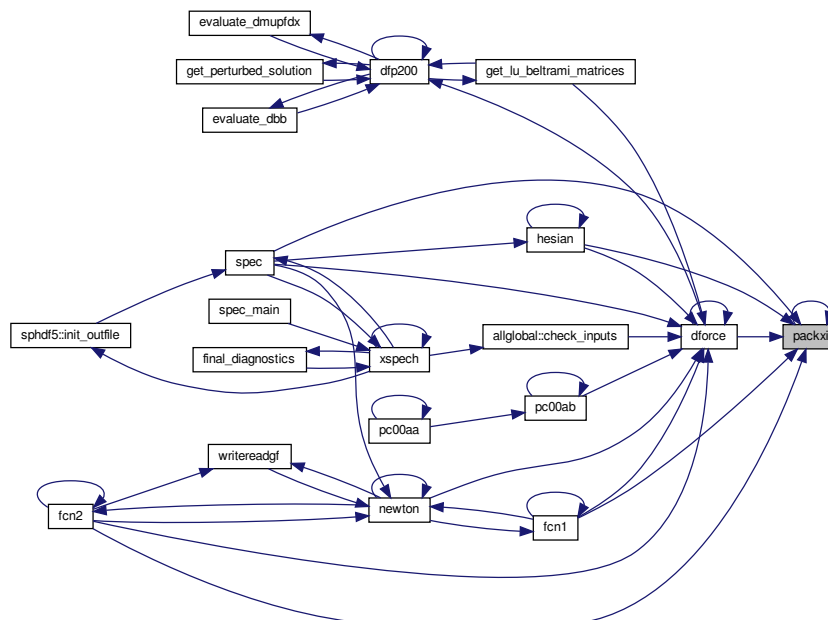 evaluate_dmupfdx
get_perturbed_solution
dfp200
get_lu_beltrami_matrices
evaluate_dbb
hesian
spec
spec_main
sphdf5::init_outfile
final_diagnostics
xspech
allglobal::check_inputs
dforce
packxi
pc00aa
pc00ab
writereadgf
fcn2
newton
fcn1